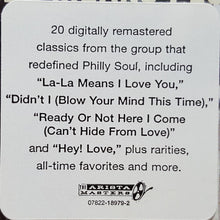 20 digitally remastered
classics from the group that
redefined Philly Soul, including
“La-La Means I Love You,”
“Didn’t I (Blow Your Mind This Time),”
“Ready Or Not Here I Come
(Can’t Hide From Love)”
and “Hey! Love,” plus rarities,
all-time favorites and more.
THE
ARISTA
MASTERS
07822-18979-2